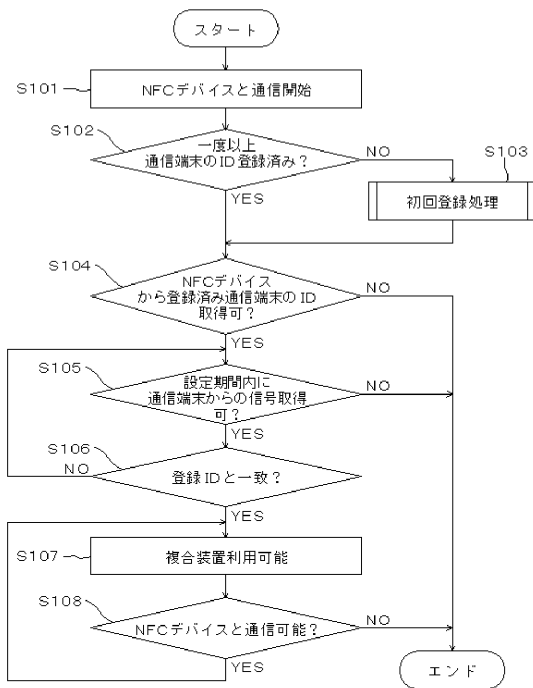 スタート
S101
NFCデバイスと通信開始
S102
一度以上
通信端末のID登録済み?
NO
S103
初回登録処理
YES
S104
NFCデバイス
から登録済み通信端末のID
取得可?
NO
YES
S105
設定期間内に
通信端末からの信号取得
可?
NO
YES
S106
登録IDと一致?
NO
YES
S107
複合装置利用可能
S108
NFCデバイスと通信可能?
NO
YES
エンド